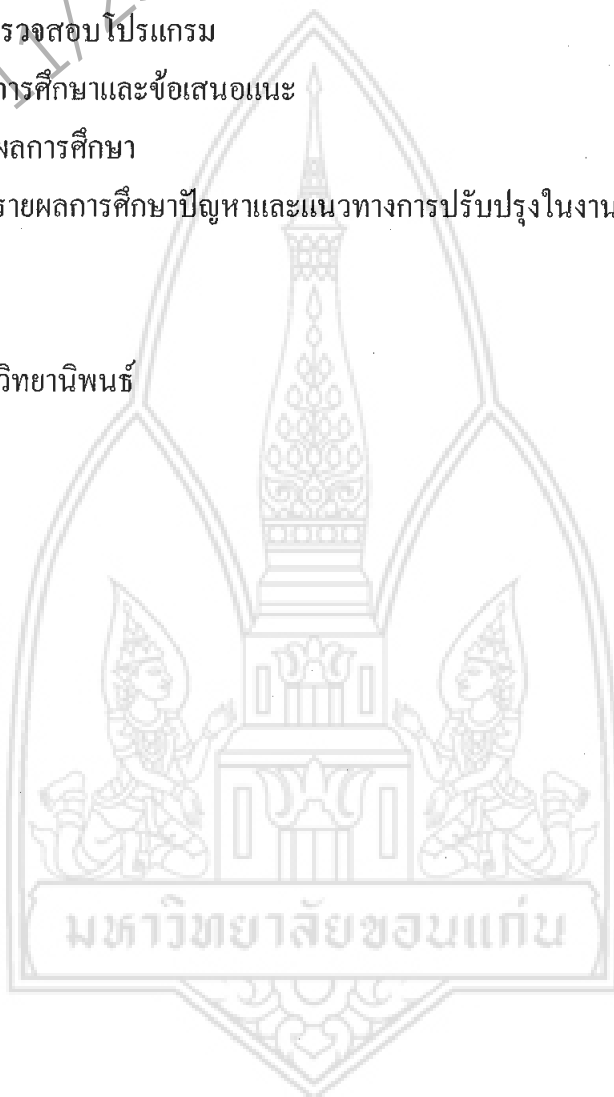 รวจสอบโปรแกรม
การศึกษาและข้อเสนอแนะ
ผลการศึกษา
รายผลการศึกษาปัญหาและแนวทางการปรับปรุงในงาน
วิทยานิพนธ์
มหาวิทยาลัยขอนแก่น